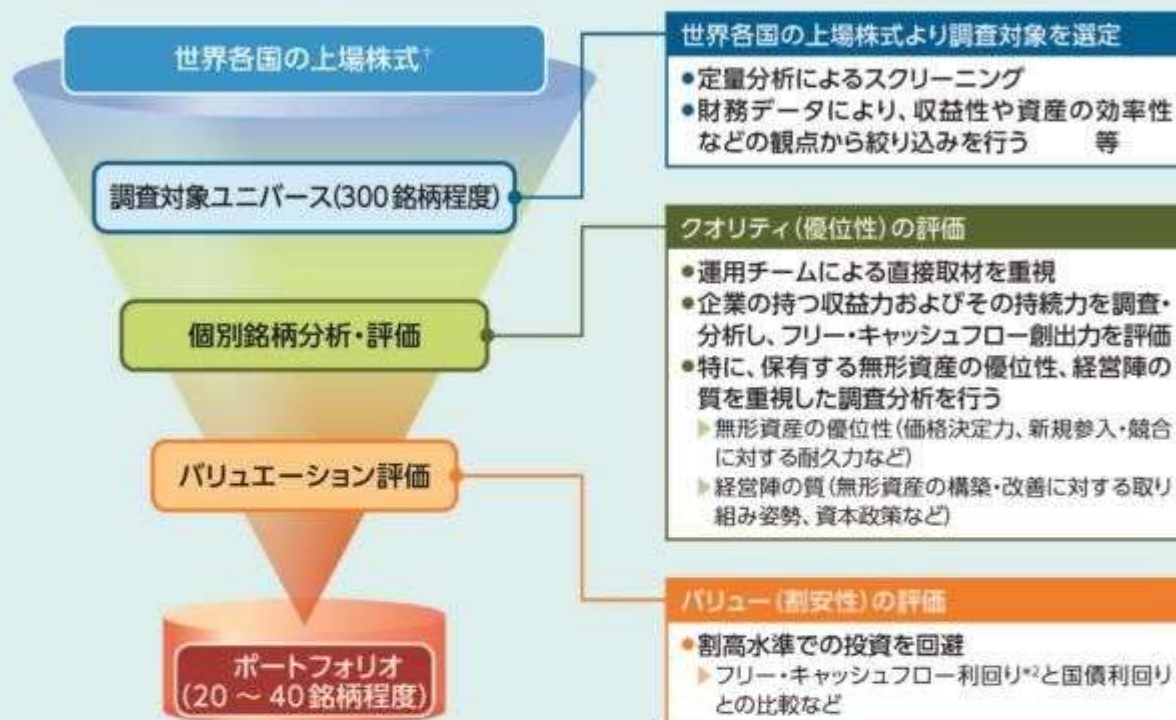 世界各国の上場株式†
調査対象ユニバース(300銘柄程度)
個別銘柄分析・評価
バリュエーション評価
ポートフォリオ
(20 ～ 40銘柄程度)
世界各国の上場株式より調査対象を選定
●定量分析によるスクリーニング
●財務データにより、収益性や資産の効率性
などの観点から絞り込みを行う 等
クオリティ(優位性)の評価
●運用チームによる直接取材を重視
●企業の持つ収益力およびその持続力を調査・
分析し、フリー・キャッシュフロー創出力を評価
●特に、保有する無形資産の優位性、経営陣の
質を重視した調査分析を行う
▶無形資産の優位性(価格決定力、新規参入・競合
に対する耐久力など)
▶経営陣の質(無形資産の構築・改善に対する取り
組み姿勢、資本政策など)
バリュー(割安性)の評価
●割高水準での投資を回避
▶フリー・キャッシュフロー利回り*2と国債利回り
との比較など